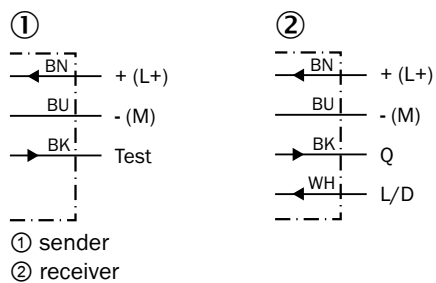 ① ②
BN + (L+)
BU - (M)
BK Test
BN + (L+)
BU - (M)
BK Q
WH L/D
① sender
② receiver